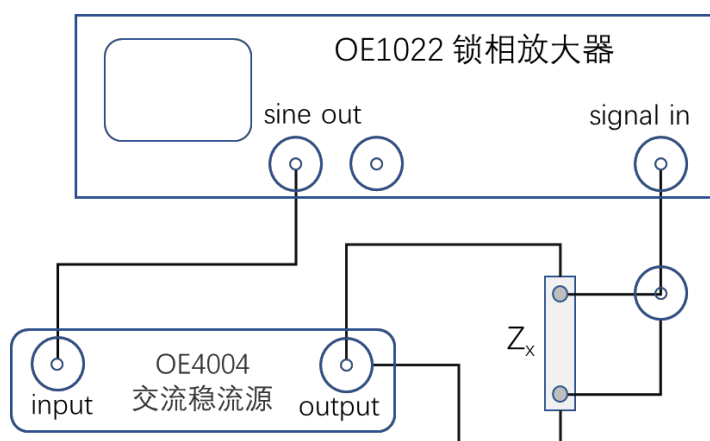 OE1022 锁相放大器
sine out
signal in
Zx
OE4004
交流稳流源
input
output